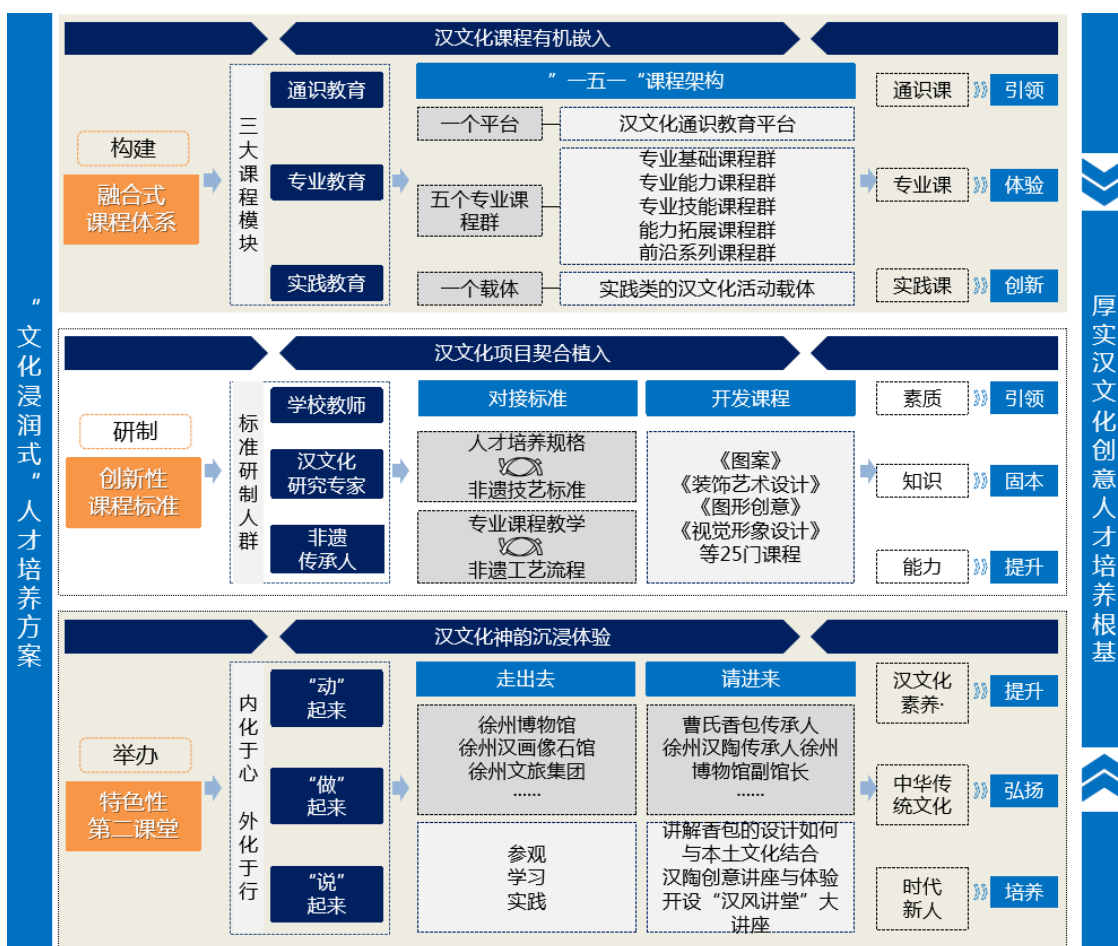 “文化浸润式”人才培养方案
汉文化课程有机嵌入
构建
融合式
课程体系
三大课程模块
通识教育
专业教育
实践教育
”一五一“课程架构
一个平台
汉文化通识教育平台
五个专业课
程群
专业基础课程群
专业能力课程群
专业技能课程群
能力拓展课程群
前沿系列课程群
一个载体
实践类的汉文化活动载体
通识课
引领
专业课
体验
实践课
创新
汉文化项目契合植入
研制
创新性
课程标准
标准研制人群
学校教师
汉文化
研究专家
非遗
传承人
对接标准
人才培养规格
非遗技艺标准
专业课程教学
非遗工艺流程
开发课程
《图案》
《装饰艺术设计》
《图形创意》
《视觉形象设计》
等25门课程
素质
引领
知识
固本
能力
提升
汉文化神韵沉浸体验
举办
特色性
第二课堂
内化于心 外化于行
“动”
起来
“做”
起来
“说”
起来
走出去
徐州博物馆
徐州汉画像石馆
徐州文旅集团
......
参观
学习
实践
请进来
曹氏香包传承人
徐州汉陶传承人徐州
博物馆副馆长
......
讲解香包的设计如何
与本土文化结合
汉陶创意讲座与体验
开设“汉风讲堂”大
讲座
汉文化
素养·
提升
中华传
统文化
弘扬
时代
新人
培养
厚实汉文化创意人才培养根基